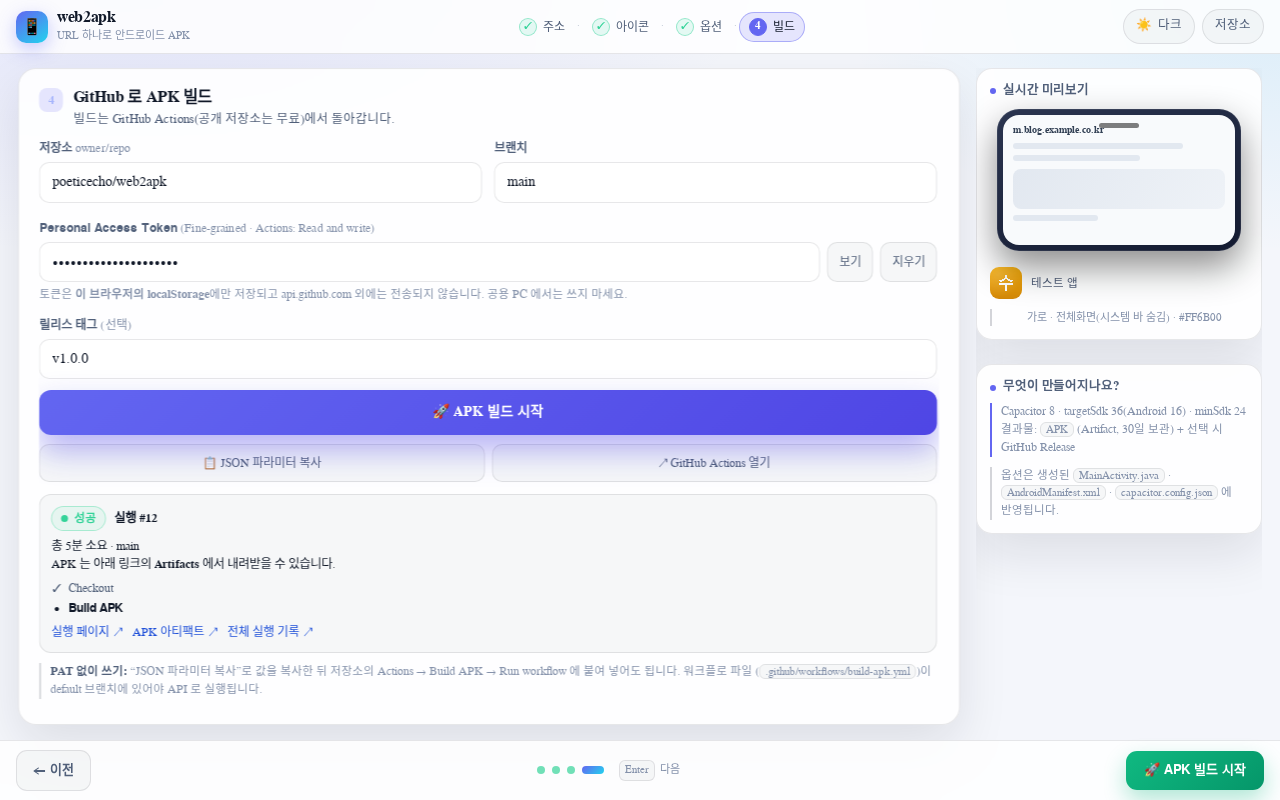 web2apk
URL 하나로 안드로이드 APK
✓ 주소 · ✓ 아이콘 · ✓ 옵션 · 4 빌드
☀️ 다크
저장소
4
GitHub 로 APK 빌드
빌드는 GitHub Actions(공개 저장소는 무료)에서 돌아갑니다.
저장소 owner/repo
브랜치
poeticecho/web2apk
main
Personal Access Token (Fine-grained · Actions: Read and write)
••••••••••••••••••••• 
보기
지우기
토큰은 이 브라우저의 localStorage에만 저장되고 api.github.com 외에는 전송되지 않습니다. 공용 PC 에서는 쓰지 마세요.
릴리스 태그 (선택)
v1.0.0
🚀 APK 빌드 시작
📋 JSON 파라미터 복사
↗ GitHub Actions 열기
성공 실행 #12
총 5분 소요 · main
APK 는 아래 링크의 Artifacts 에서 내려받을 수 있습니다.
✓ Checkout
• Build APK
실행 페이지 ↗ APK 아티팩트 ↗ 전체 실행 기록 ↗
PAT 없이 쓰기: “JSON 파라미터 복사”로 값을 복사한 뒤 저장소의 Actions → Build APK → Run workflow 에 붙여 넣어도 됩니다. 워크플로 파일 (.github/workflows/build-apk.yml)이
default 브랜치에 있어야 API 로 실행됩니다.
실시간 미리보기
m.blog.example.co.kr
수
테스트 앱
가로 · 전체화면(시스템 바 숨김) · #FF6B00
무엇이 만들어지나요?
Capacitor 8 · targetSdk 36(Android 16) · minSdk 24
결과물: APK (Artifact, 30일 보관) + 선택 시
GitHub Release
옵션은 생성된 MainActivity.java ·
AndroidManifest.xml · capacitor.config.json 에
반영됩니다.
← 이전
Enter 다음
🚀 APK 빌드 시작